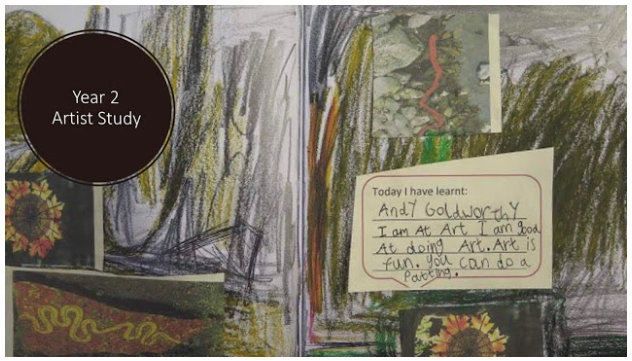 Year 2
Artist Study
Today I have learnt:
Andy Goldworthy
I am At Art I am good
At doing Art. Art is
fun. you can do a
Patting.